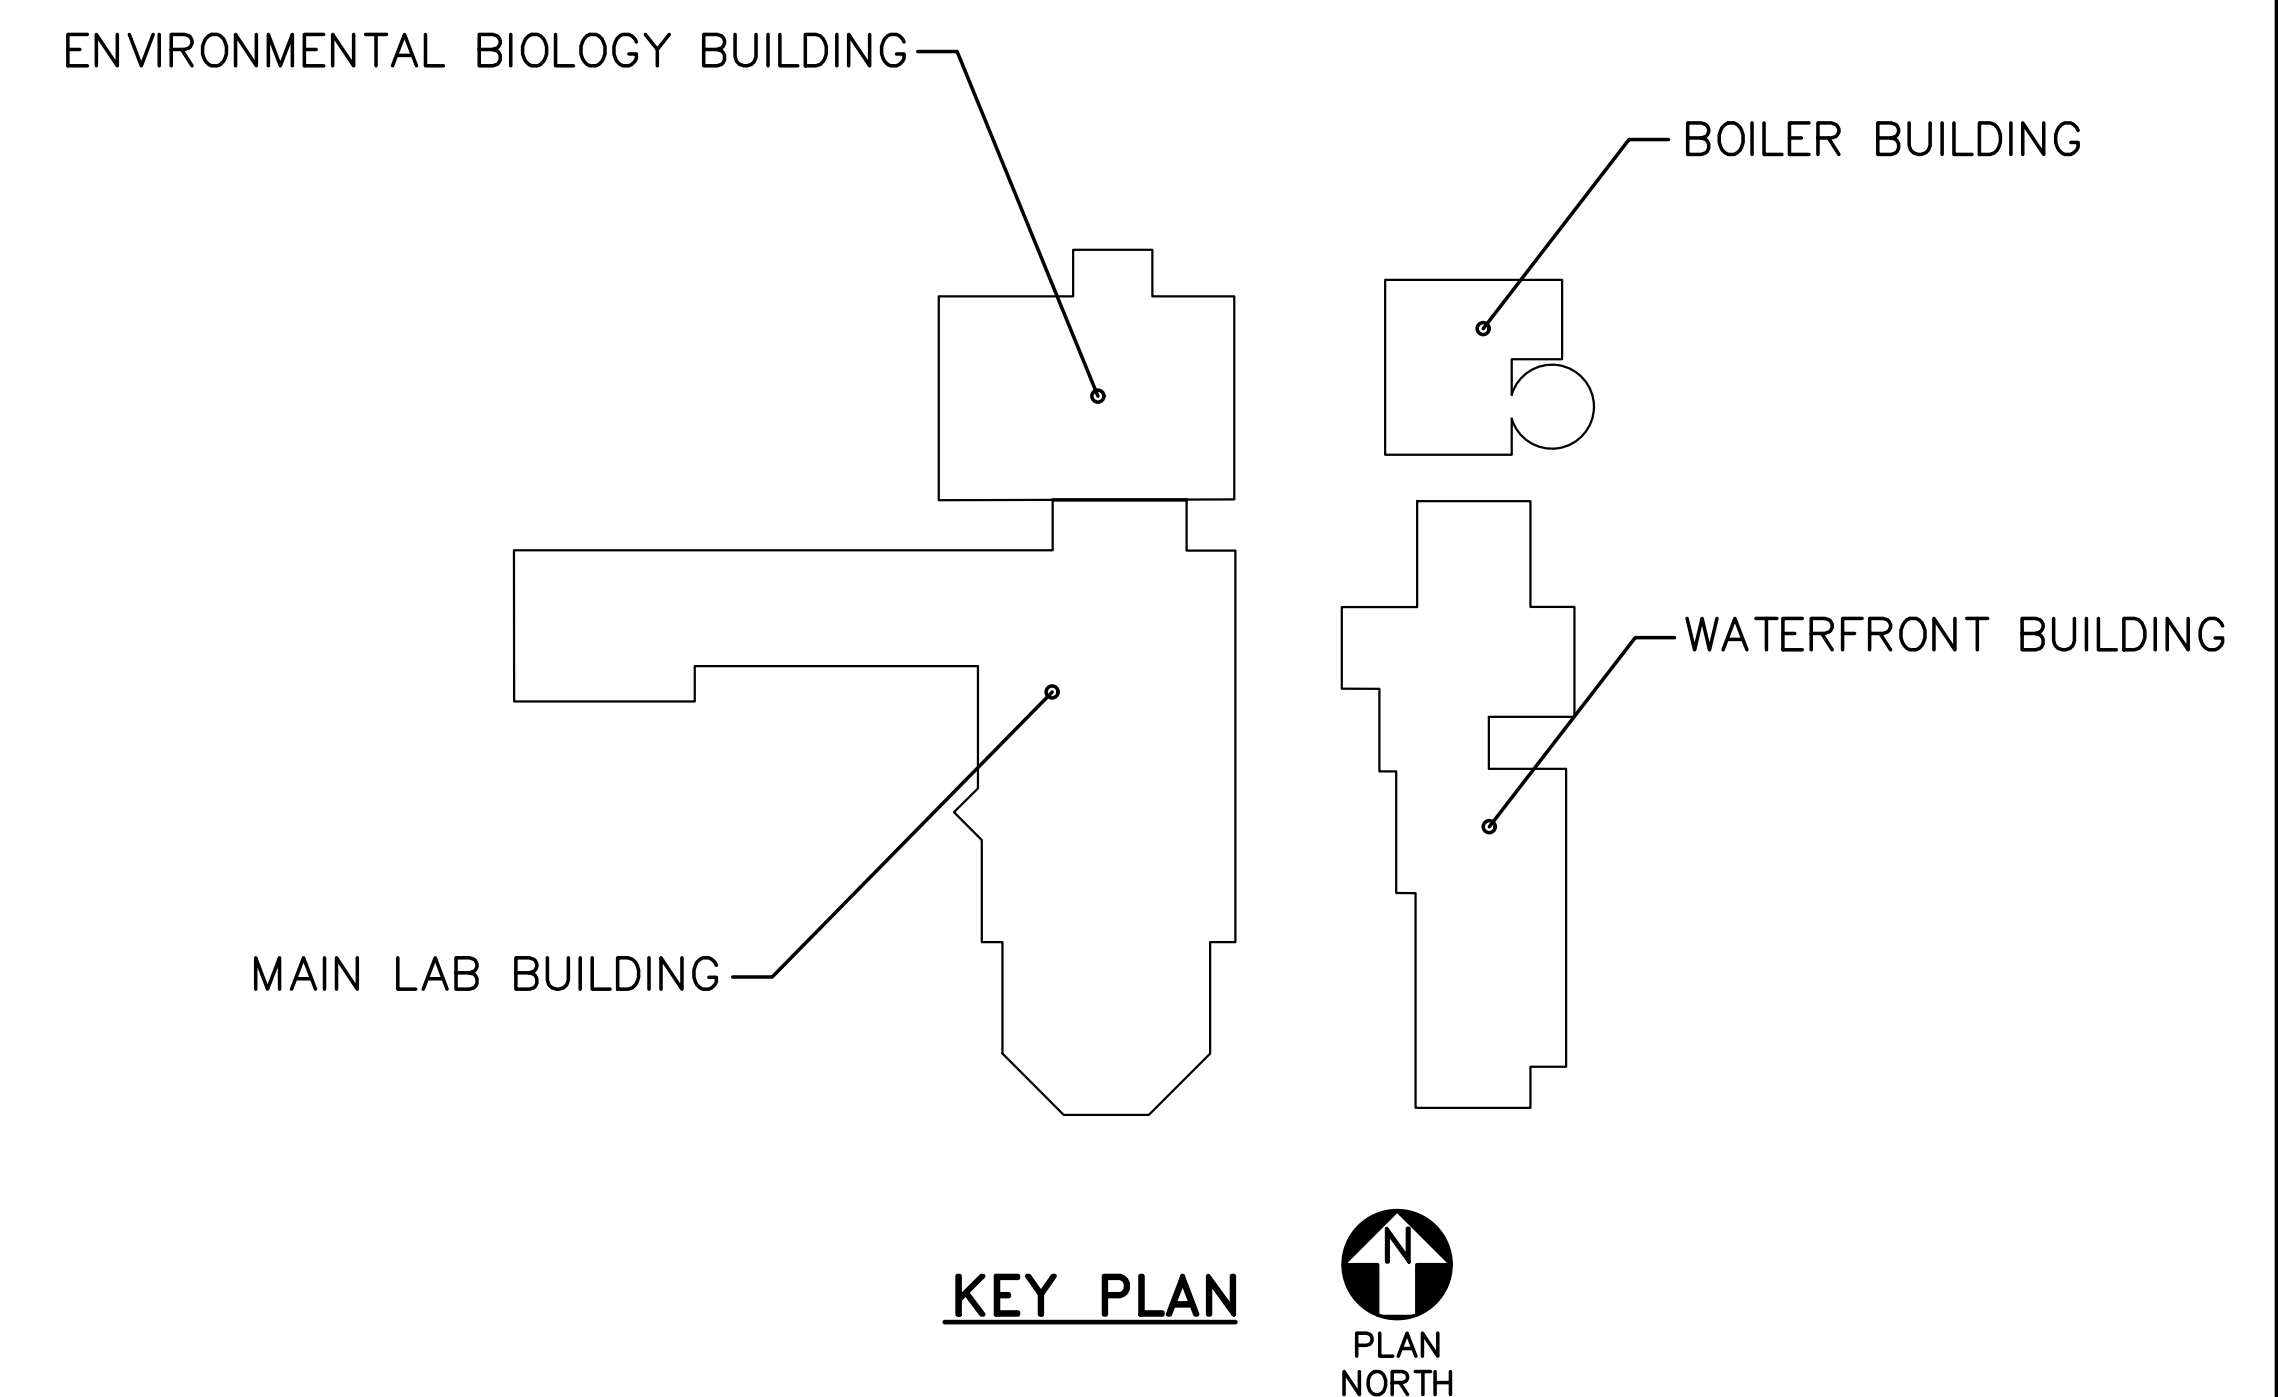 ENVIRONMENTAL BIOLOGY BUILDING
BOILER BUILDING
WATERFRONT BUILDING
MAIN LAB BUILDING
KEY PLAN
N
PLAN
NORTH